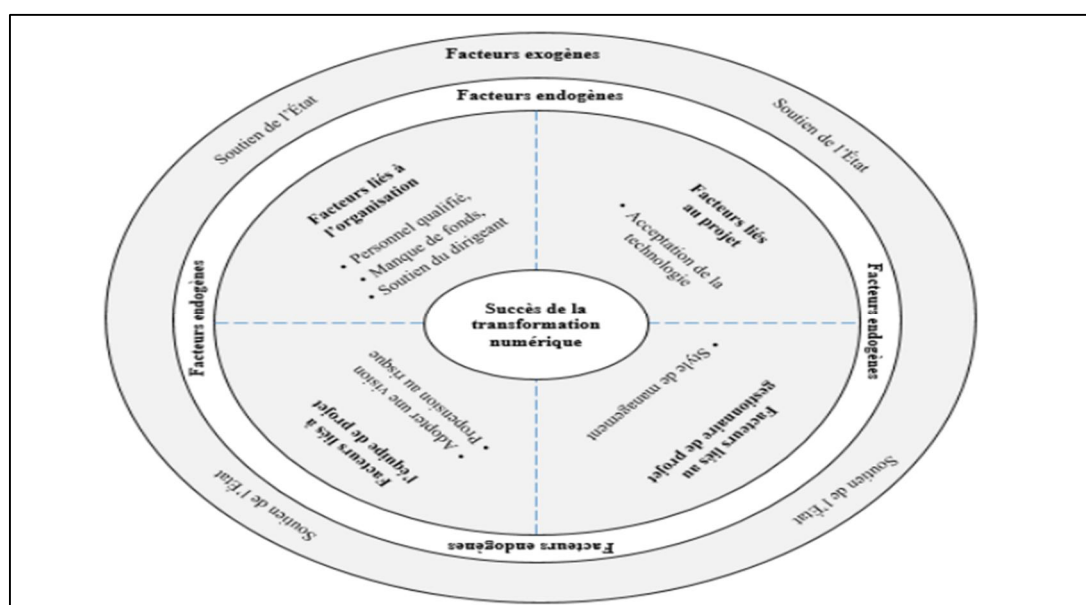 Facteurs exogènes
Facteurs endogènes
Soutien de l'État
Soutien de l'État
Facteurs liés à
l'organisation
• Personnel qualifié,
• Manque de fonds,
• Soutien du dirigeant
Facteurs liés
au projet
• Acceptation de la
technologie
Facteurs endogènes
Facteurs endogènes
Succès de la
transformation
numérique
Facteurs liés à
l'équipe de projet
• Adopter une vision
• Propension au risque
Facteurs liés au
gestionnaire de projet
• Style de management
Soutien de l'État
Soutien de l'État
Facteurs endogènes